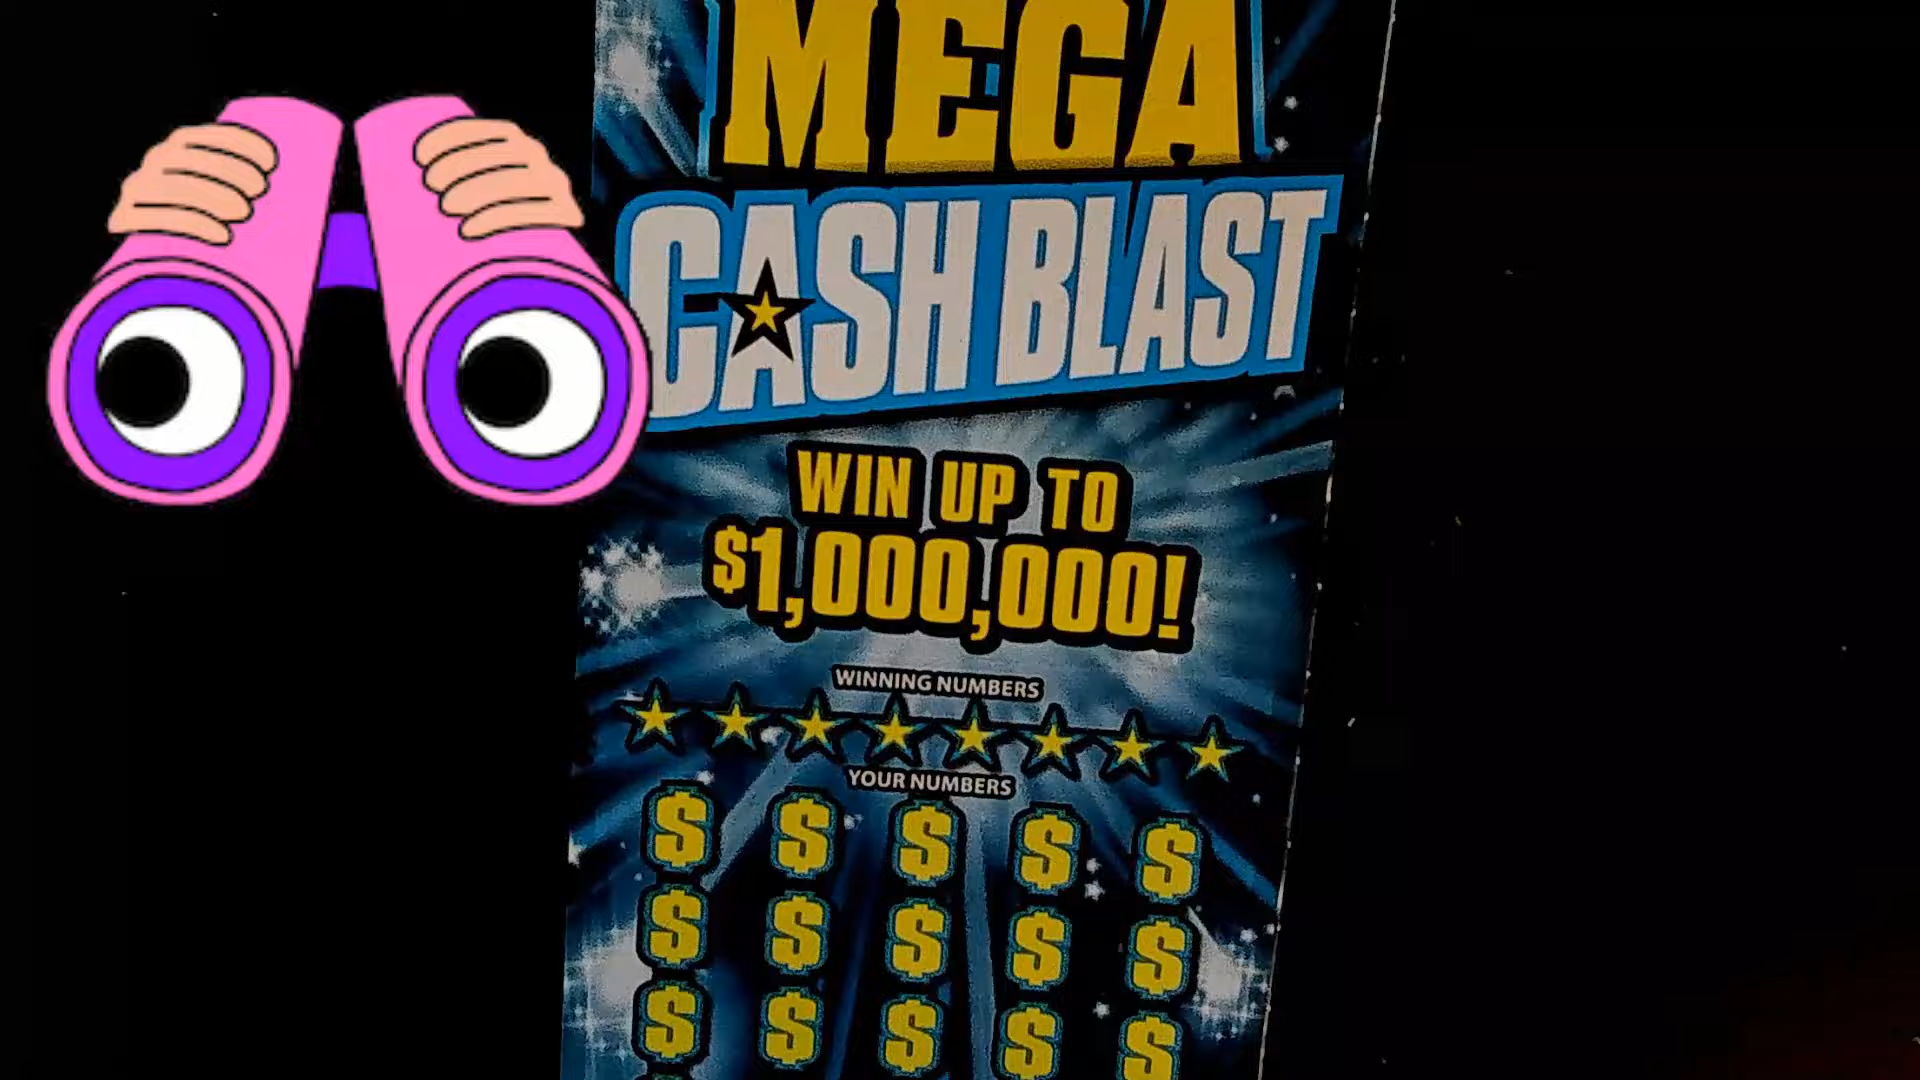 MEGA
CASH BLAST
WIN UP TO
$1,000,000!
WINNING NUMBERS
YOUR NUMBERS
$ $ $ $ $
$ $ $ $ $
$ $ $ $ $